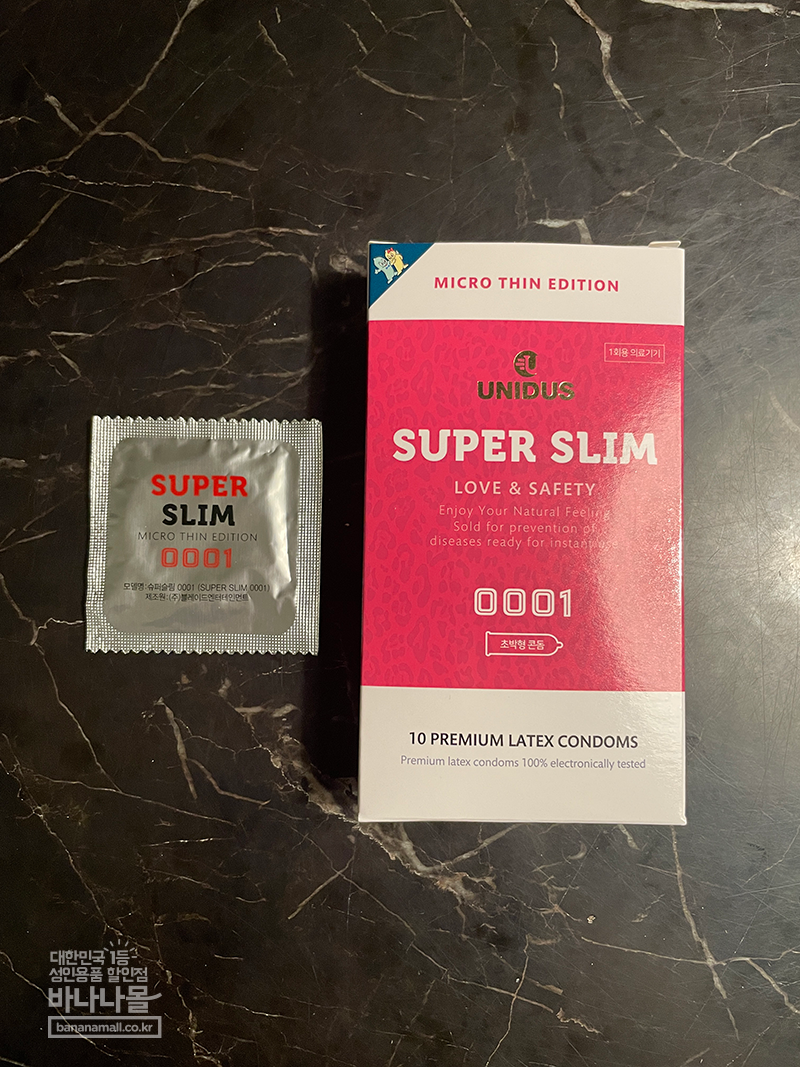 MICRO THIN EDITION
1회용 의료기기
UNIDUS
SUPER SLIM
LOVE & SAFETY
Enjoy Your Natural Feeling
Sold for prevention of
diseases ready for instant use
0001
초박형 콘돔
10 PREMIUM LATEX CONDOMS
Premium latex condoms 100% electronically tested
SUPER
SLIM
MICRO THIN EDITION
0001
모델명:슈퍼슬림 0001 (SUPER SLIM 0001)
제조원:(주)블레이드엔터테인먼트
대한민국 1등
성인용품 할인점
바나나몰
bananamall.co.kr